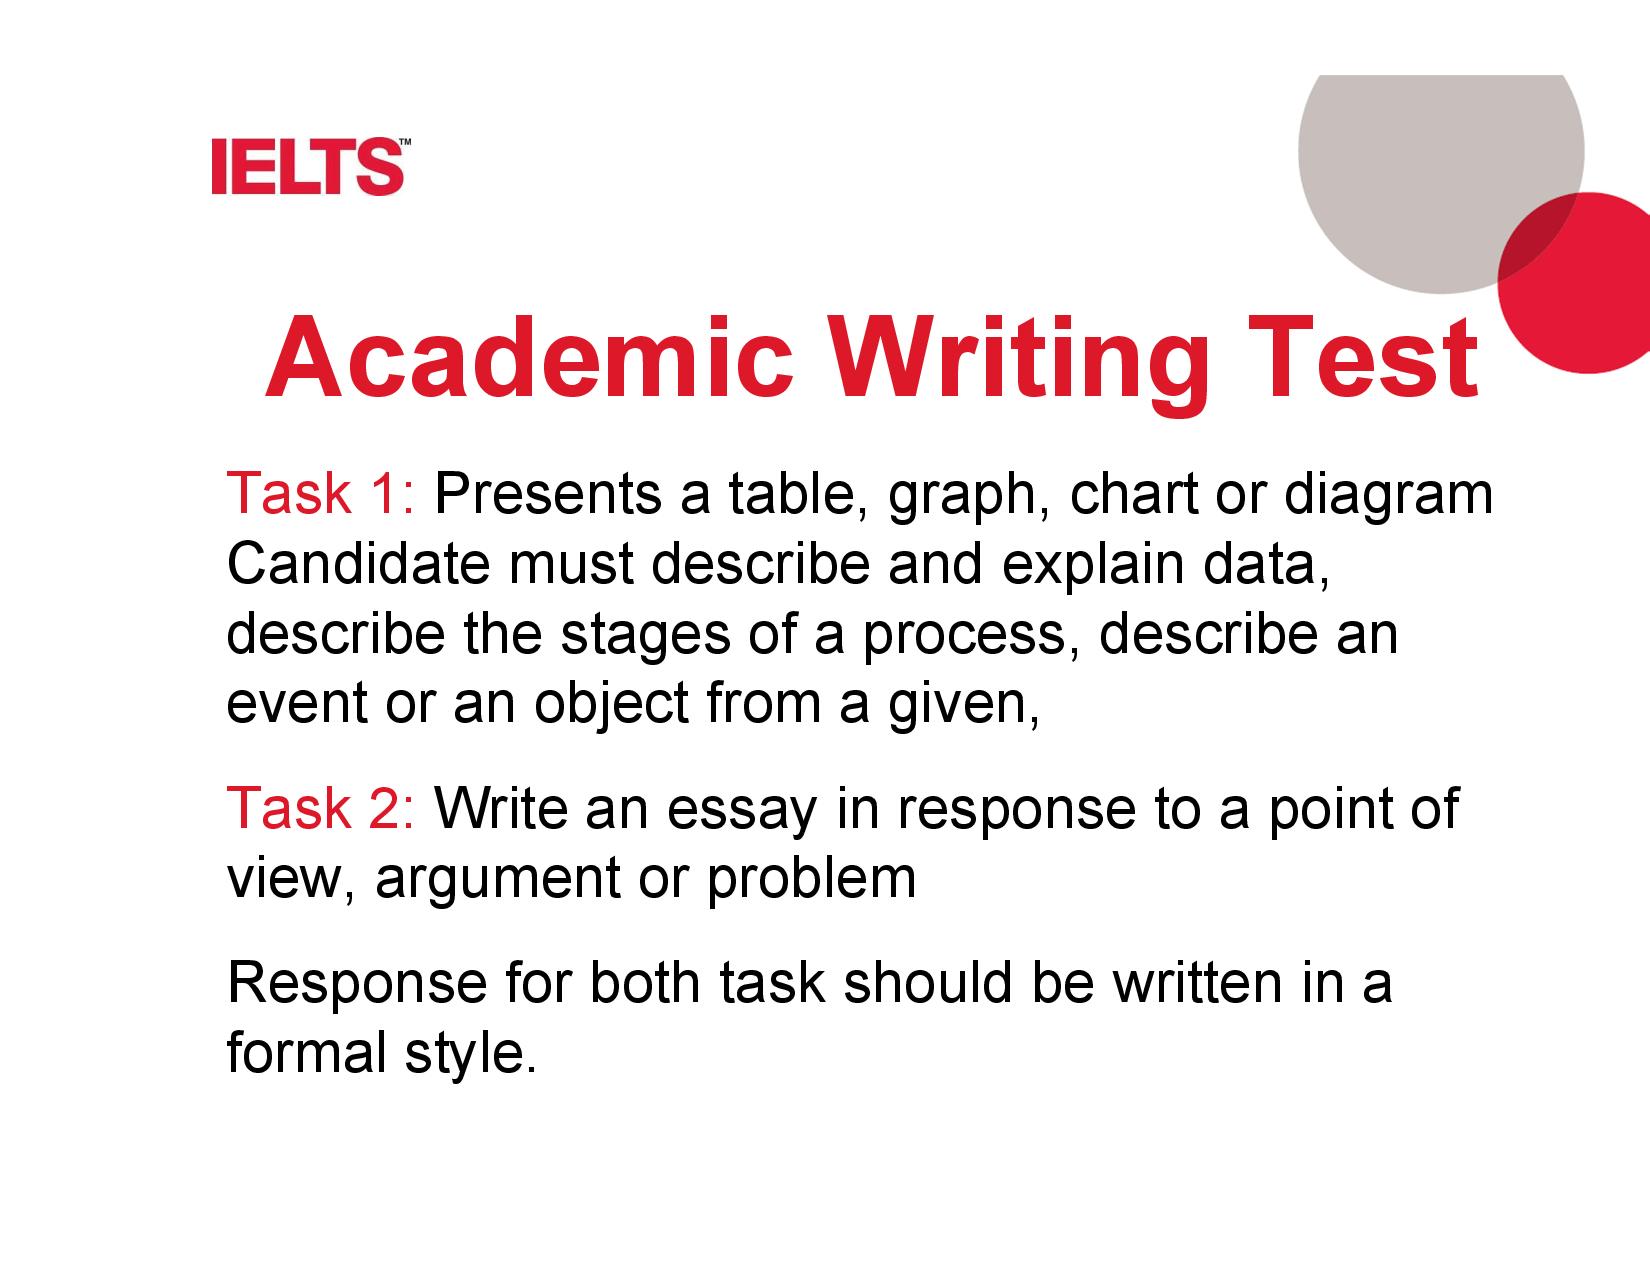 IELTS™
Academic Writing Test
Task 1: Presents a table, graph, chart or diagram
Candidate must describe and explain data,
describe the stages of a process, describe an
event or an object from a given,
Task 2: Write an essay in response to a point of
view, argument or problem
Response for both task should be written in a
formal style.